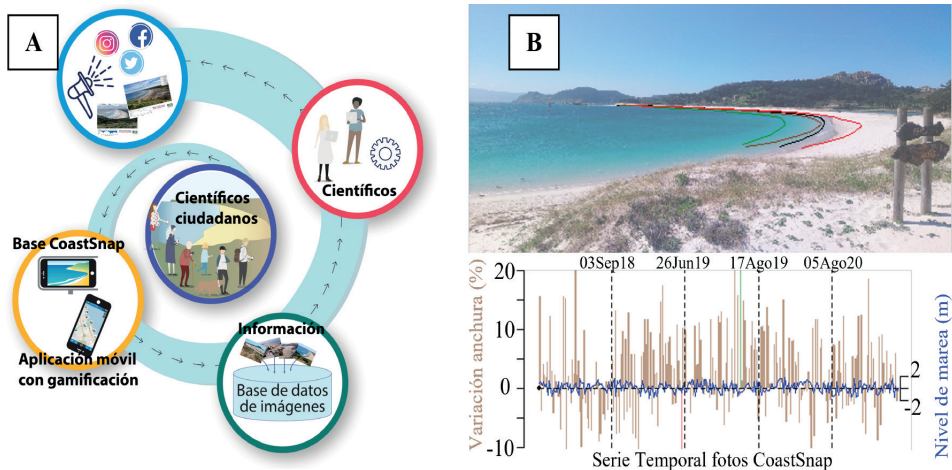 A
Científicos
Científicos
ciudadanos
Base CoastSnap
Aplicación móvil
con gamificación
Información
Base de datos
de imágenes
B
03Sep18 26Jun19 17Ago19 05Ago20
Variación anchura (%)
20
10
0
-10
2
-2
Nivel de marea (m)
Serie Temporal fotos CoastSnap